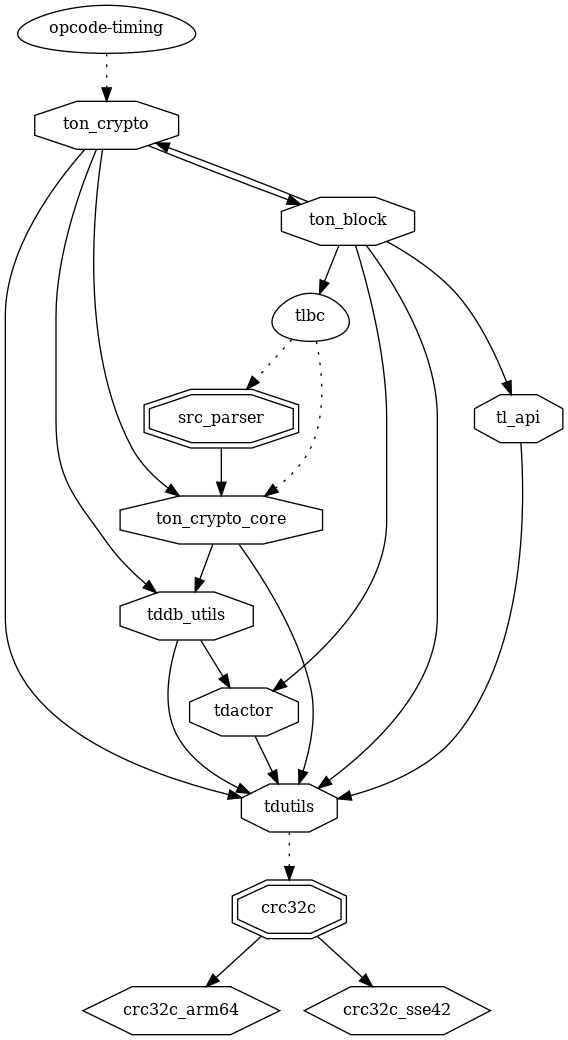 opcode-timing
ton_crypto
ton_block
tlbc
src_parser
tl_api
ton_crypto_core
tddb_utils
tdactor
tdutils
crc32c
crc32c_arm64
crc32c_sse42